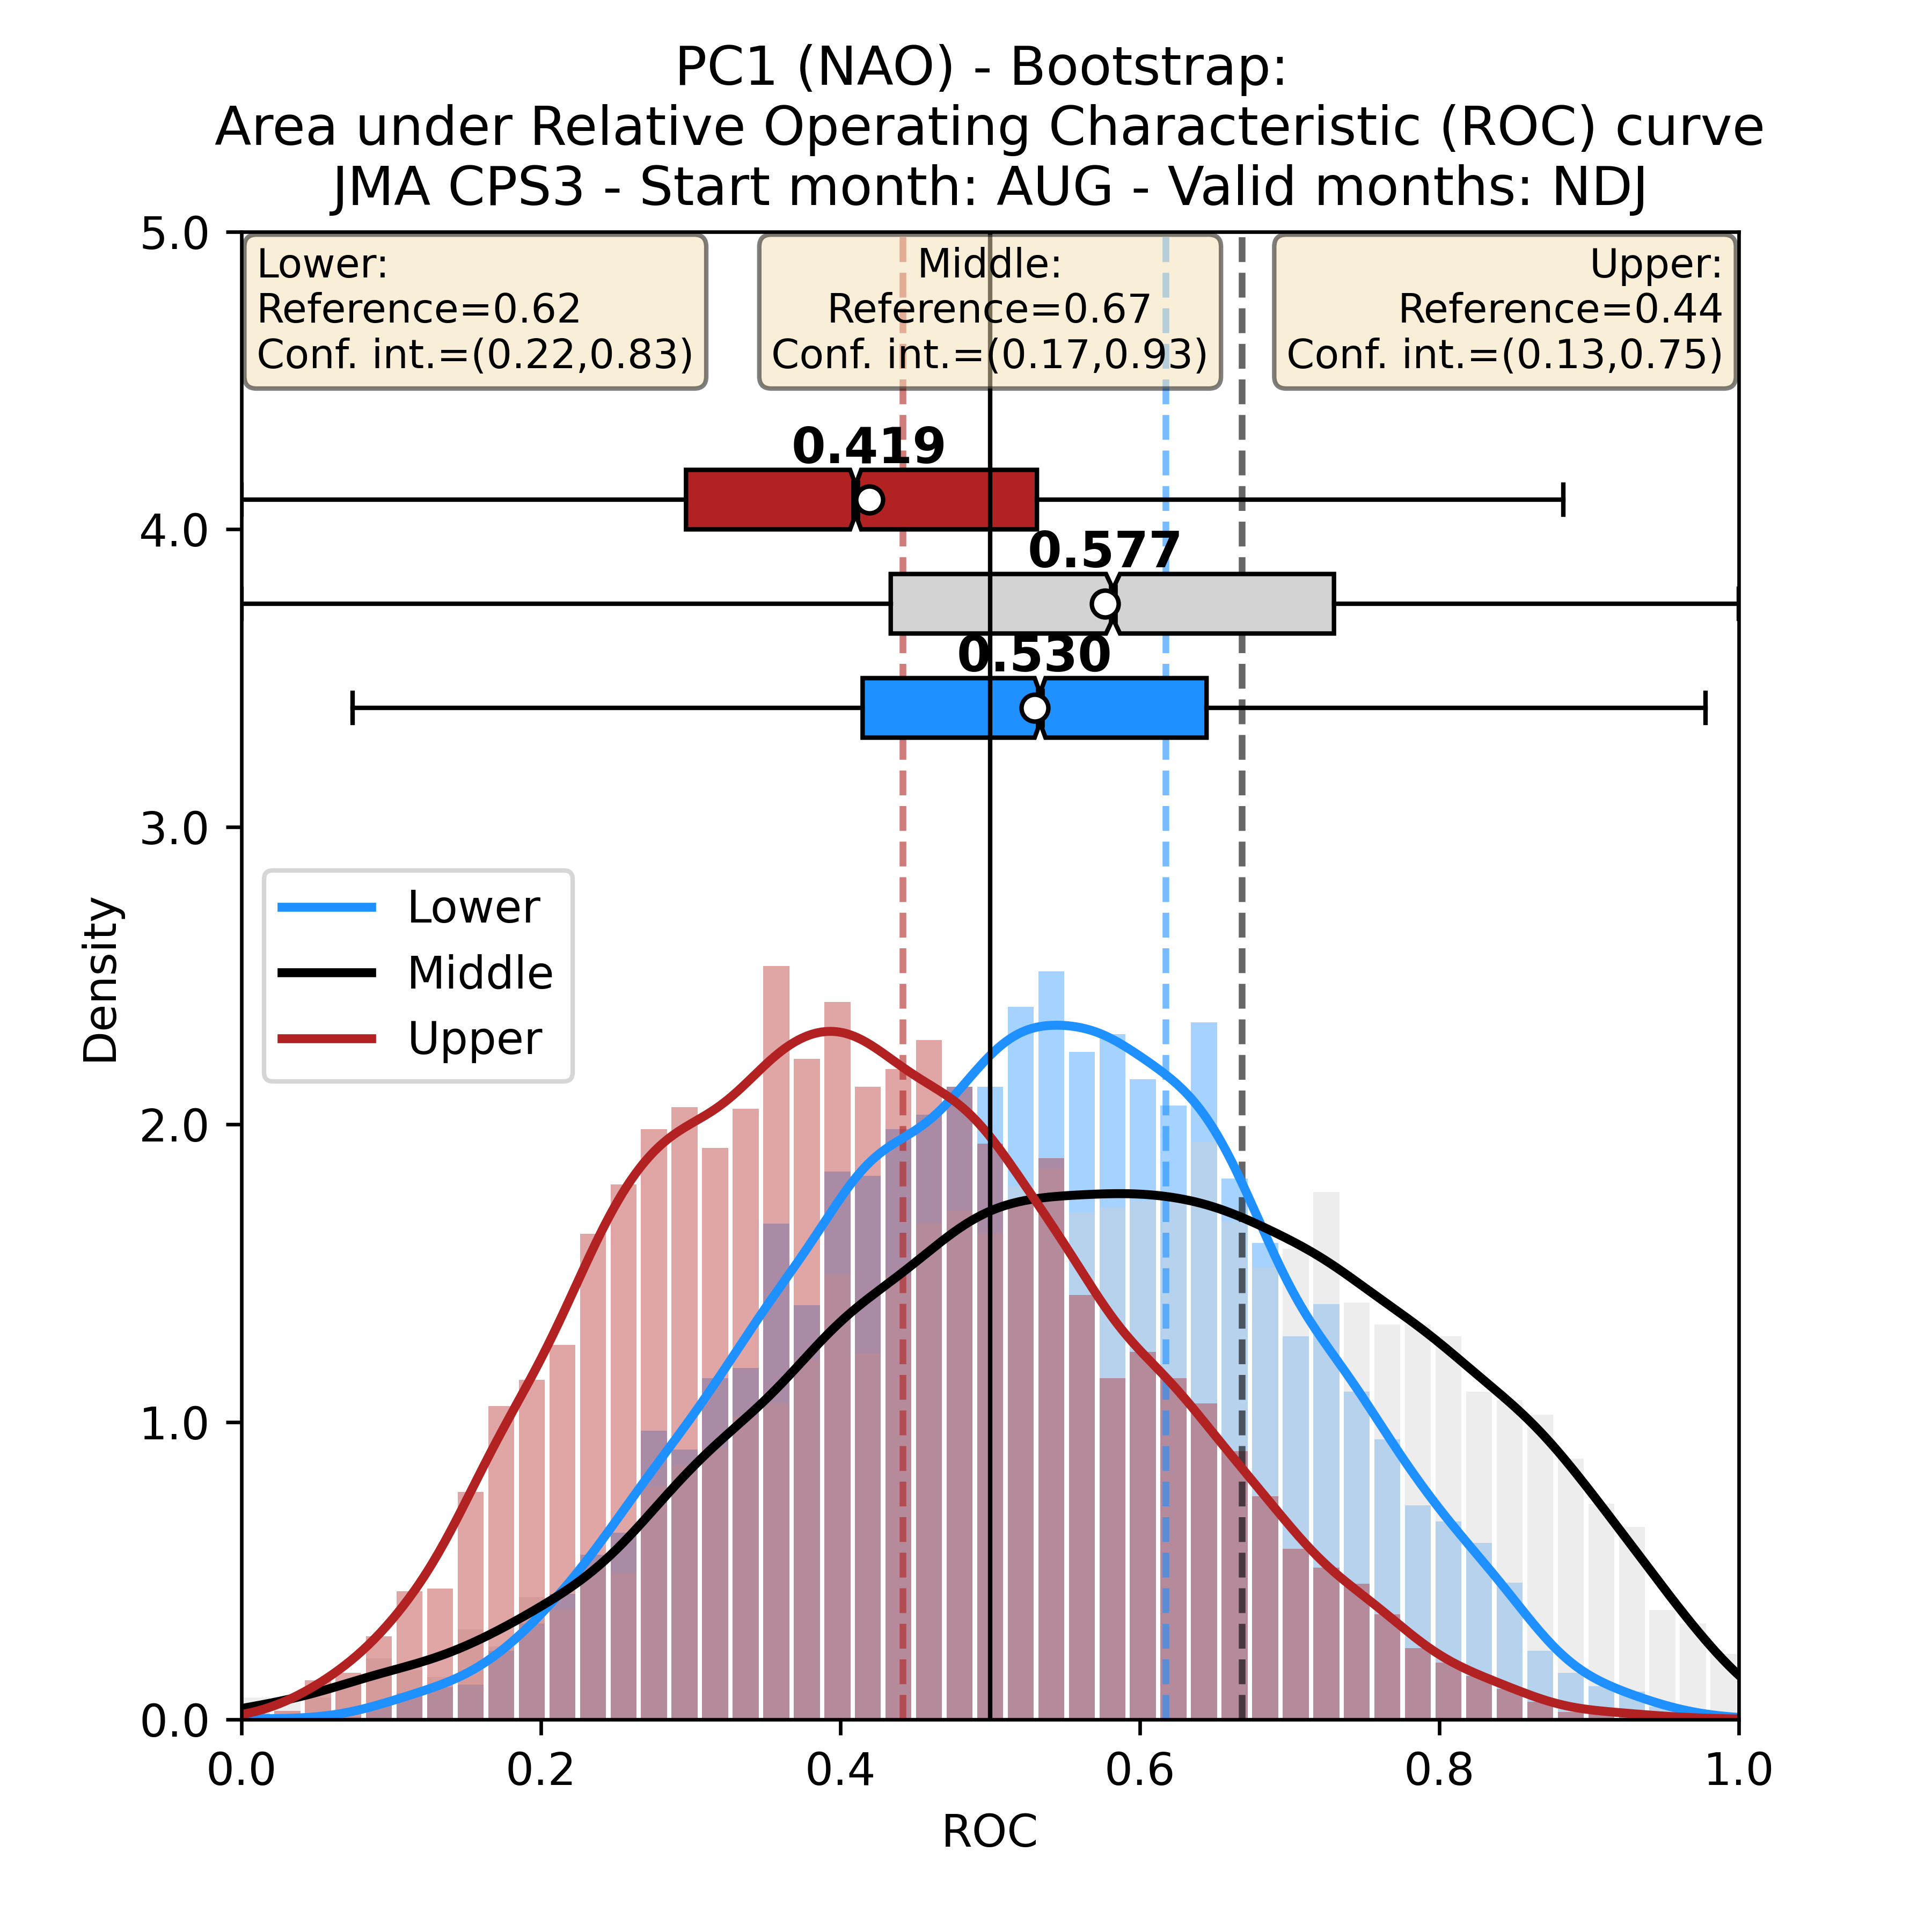 PC1 (NAO) - Bootstrap:
Area under Relative Operating Characteristic (ROC) curve
JMA CPS3 - Start month: AUG - Valid months: NDJ
Lower:
Reference=0.62
Conf. int.=(0.22,0.83)
Middle:
Reference=0.67
Conf. int.=(0.17,0.93)
Upper:
Reference=0.44
Conf. int.=(0.13,0.75)
0.419
0.577
0.530
5.0
4.0
3.0
2.0
1.0
0.0
Density
Lower
Middle
Upper
0.0 0.2 0.4 0.6 0.8 1.0
ROC